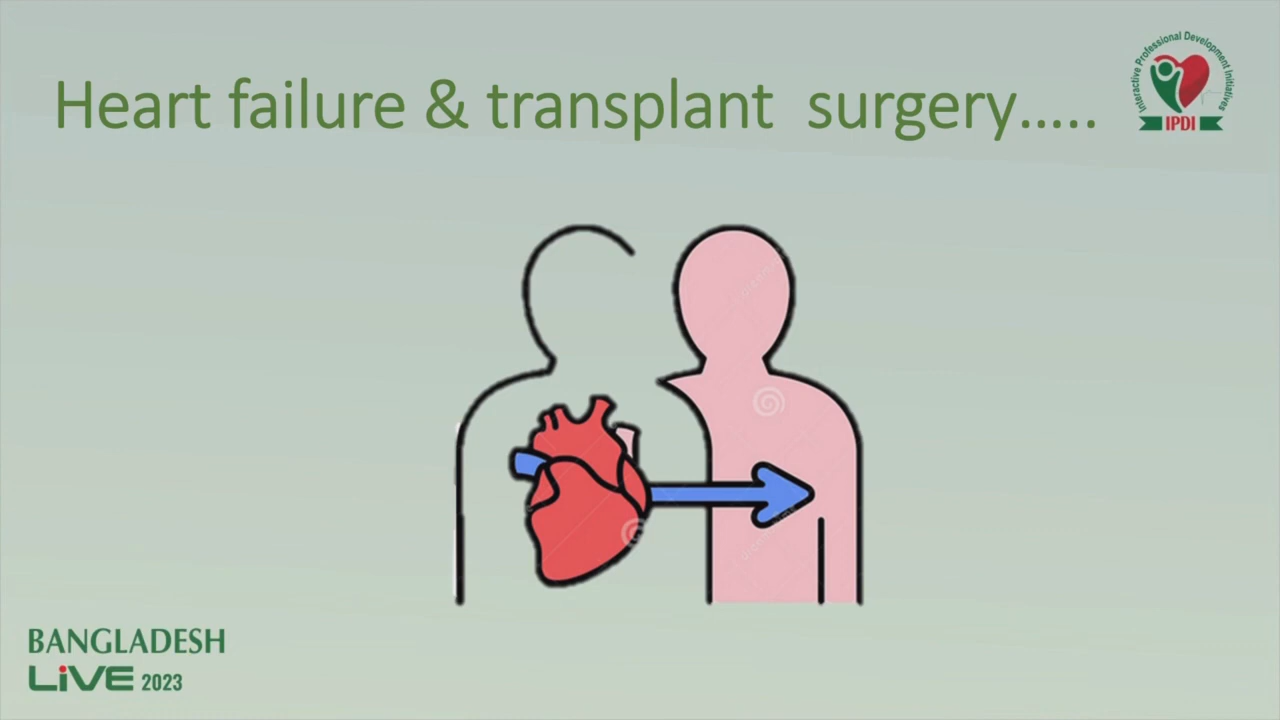 Heart failure & transplant  surgery…..
Interactive Professional Development Initiatives
IPDI
BANGLADESH
LiVE 2023